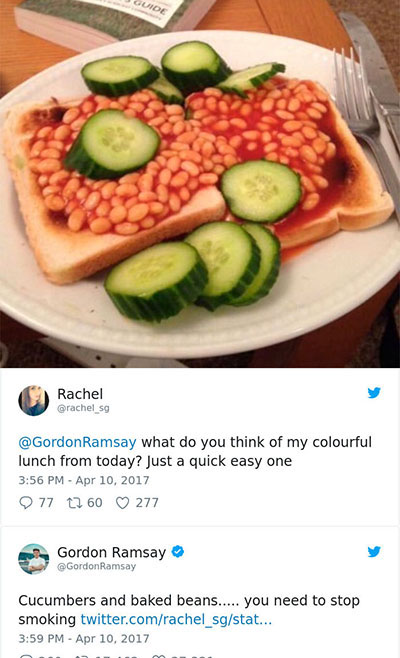 GUIDE
Rachel
@rachel_sg
@GordonRamsay what do you think of my colourful
lunch from today? Just a quick easy one
3:56 PM - Apr 10, 2017
77 60 277
Gordon Ramsay
@GordonRamsay
Cucumbers and baked beans..... you need to stop
smoking twitter.com/rachel_sg/stat...
3:59 PM - Apr 10, 2017